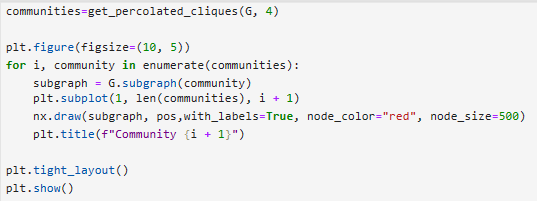 communities=get_percolated_cliques(G, 4)
plt.figure(figsize=(10, 5))
for i, community in enumerate(communities):
    subgraph = G.subgraph(community)
    plt.subplot(1, len(communities), i + 1)
    nx.draw(subgraph, pos,with_labels=True, node_color="red", node_size=500)
    plt.title(f"Community {i + 1}")
plt.tight_layout()
plt.show()